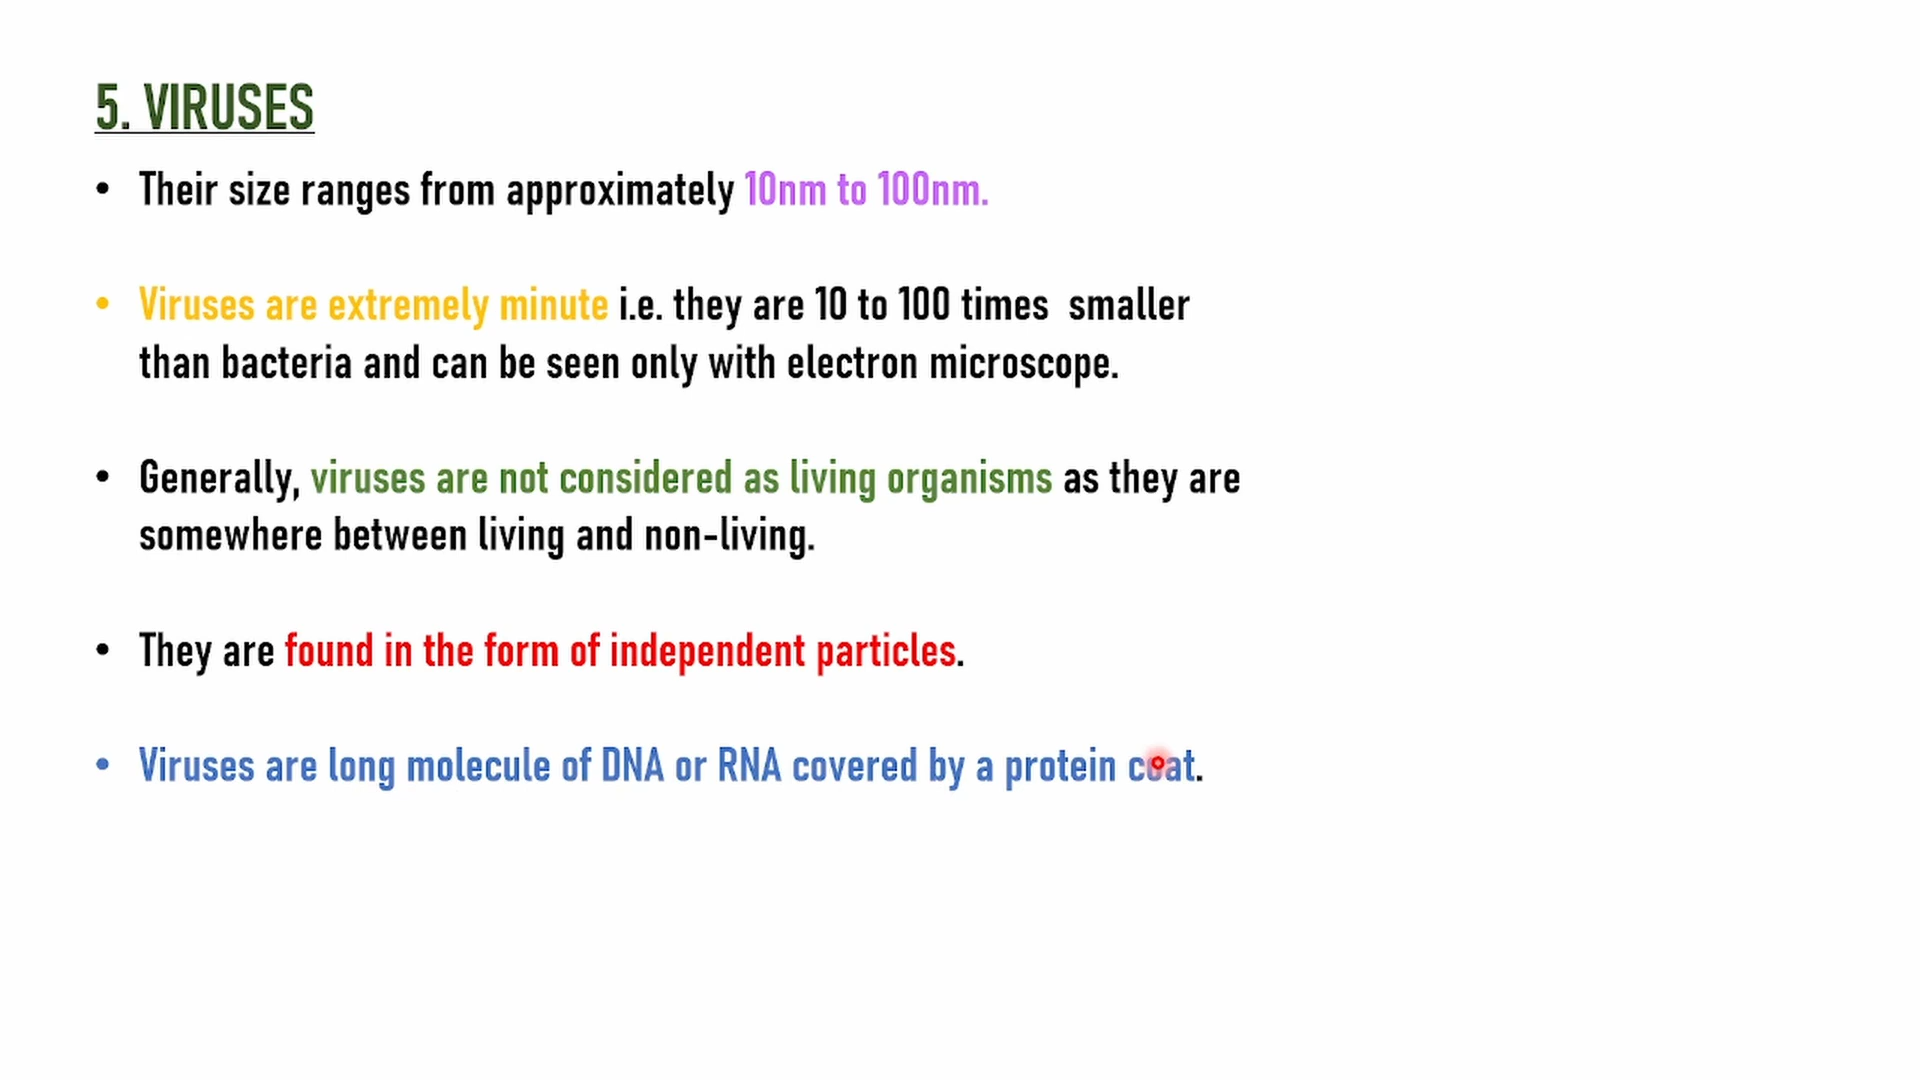 5. VIRUSES
• Their size ranges from approximately 10nm to 100nm.
• Viruses are extremely minute i.e. they are 10 to 100 times  smaller
than bacteria and can be seen only with electron microscope.
• Generally, viruses are not considered as living organisms as they are
somewhere between living and non-living.
• They are found in the form of independent particles.
• Viruses are long molecule of DNA or RNA covered by a protein coat.